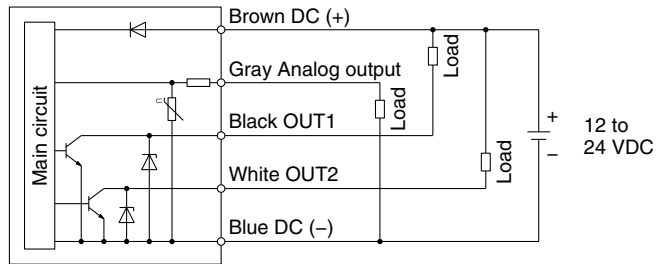 Brown DC (+)
Gray Analog output
Black OUT1
White OUT2
Blue DC (−)
Main circuit
U
Load
Load
Load
+
−
12 to
24 VDC